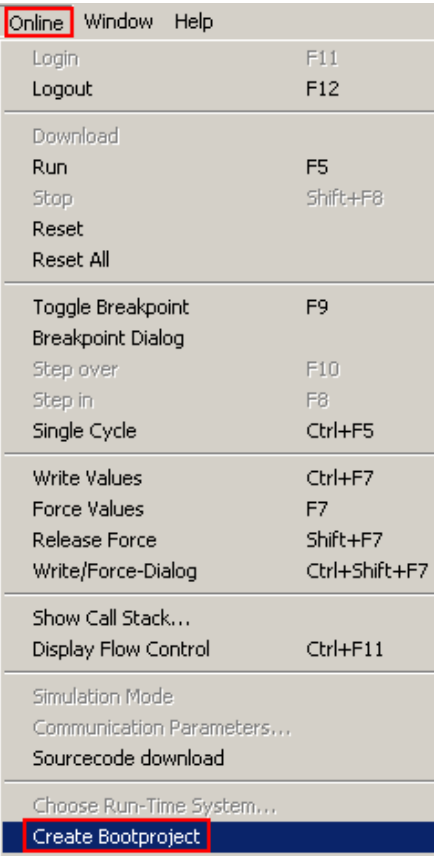 Online Window Help
Login F11
Logout F12
Download
Run F5
Stop Shift+F8
Reset
Reset All
Toggle Breakpoint F9
Breakpoint Dialog
Step over F10
Step in F8
Single Cycle Ctrl+F5
Write Values Ctrl+F7
Force Values F7
Release Force Shift+F7
Write/Force-Dialog Ctrl+Shift+F7
Show Call Stack...
Display Flow Control Ctrl+F11
Simulation Mode
Communication Parameters...
Sourcecode download
Choose Run-Time System...
Create Bootproject